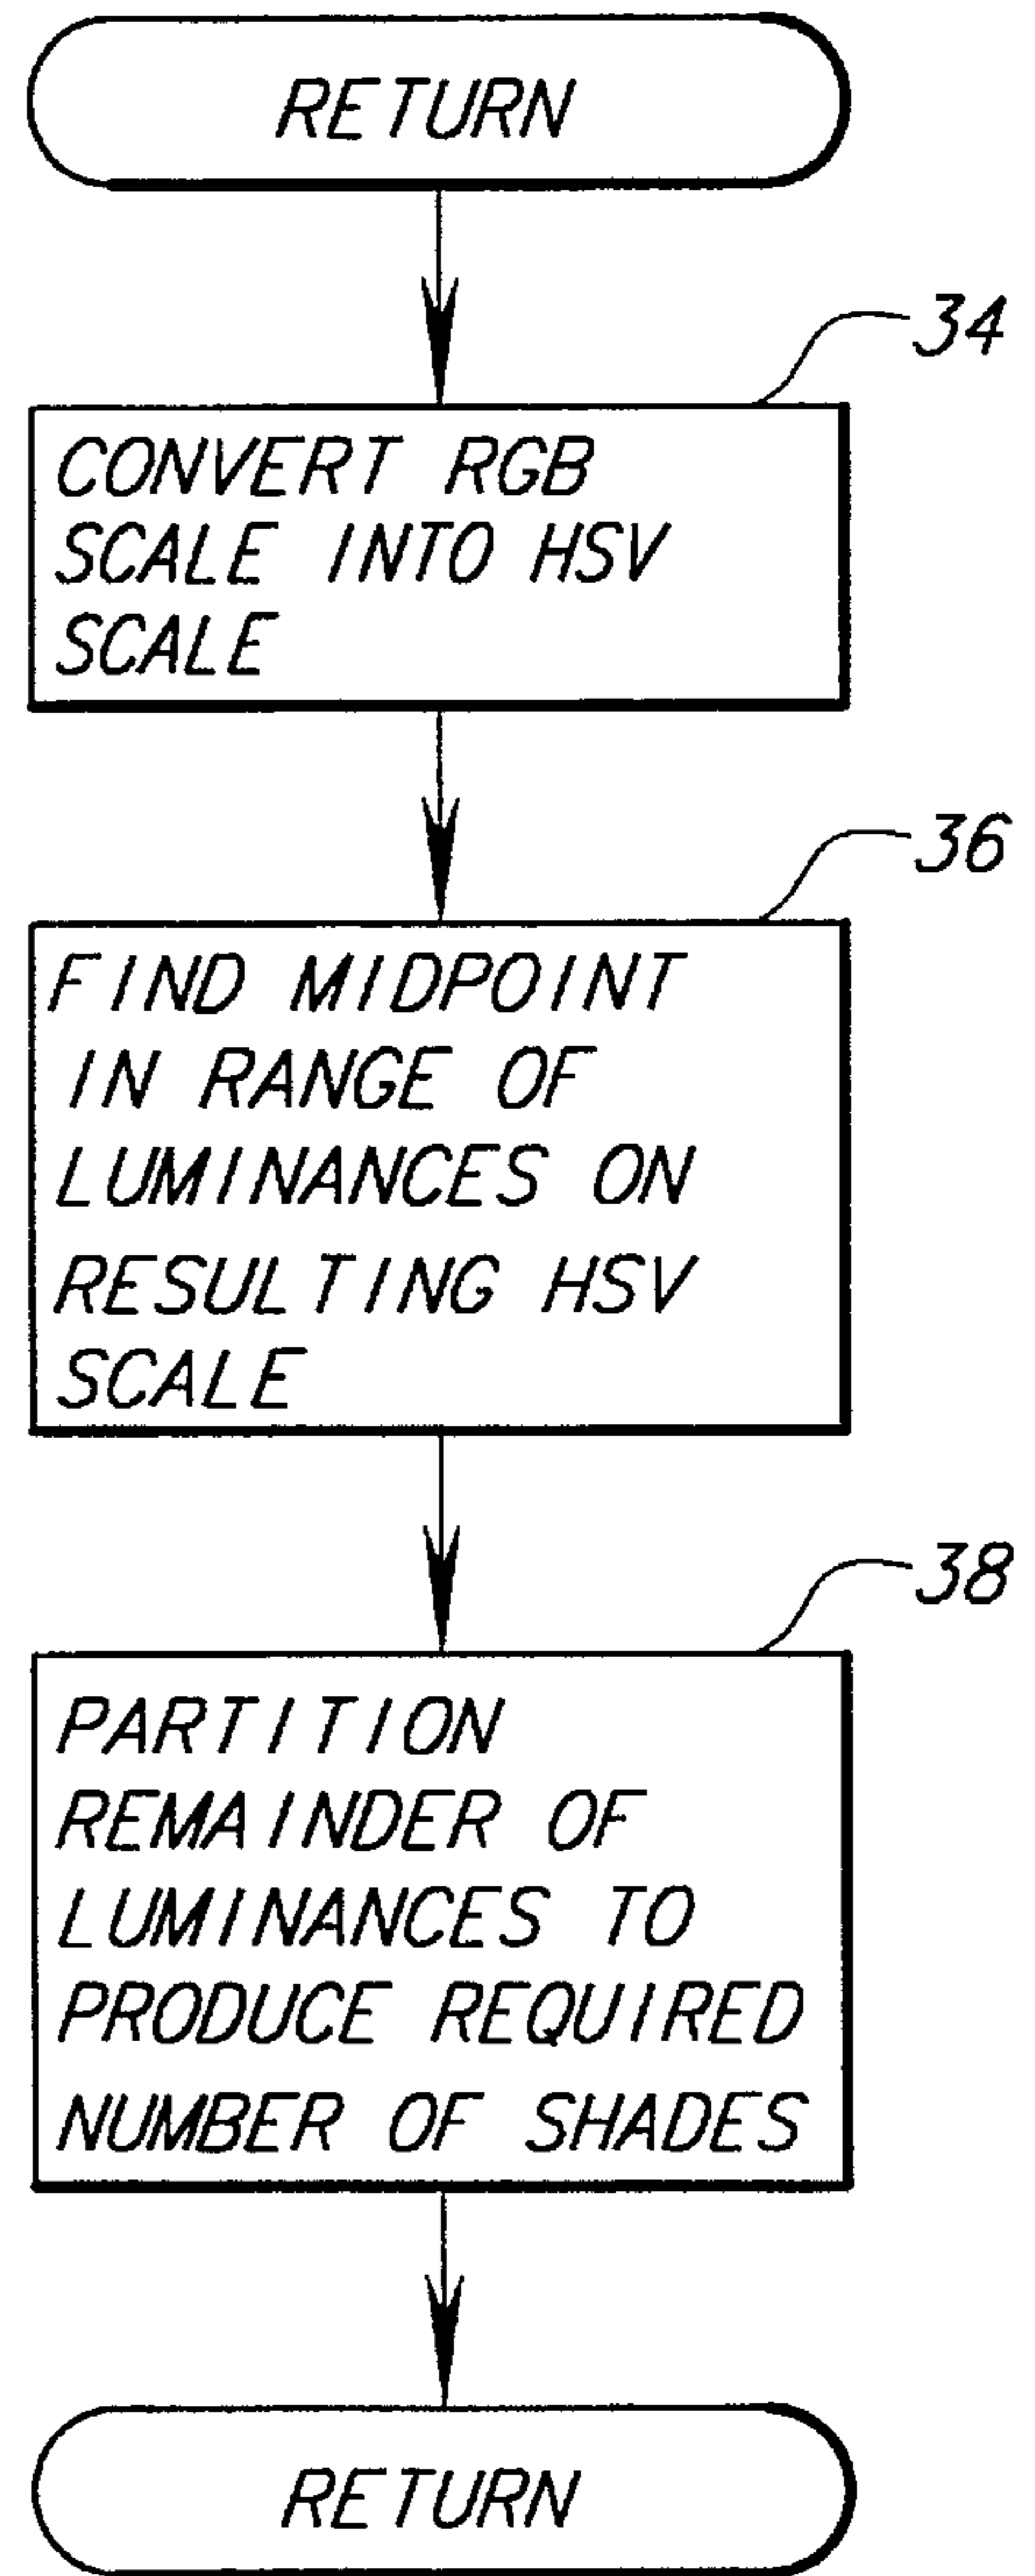 RETURN
34
CONVERT RGB
SCALE INTO HSV
SCALE
36
FIND MIDPOINT
IN RANGE OF
LUMINANCES ON
RESULTING HSV
SCALE
38
PARTITION
REMAINDER OF
LUMINANCES TO
PRODUCE REQUIRED
NUMBER OF SHADES
RETURN